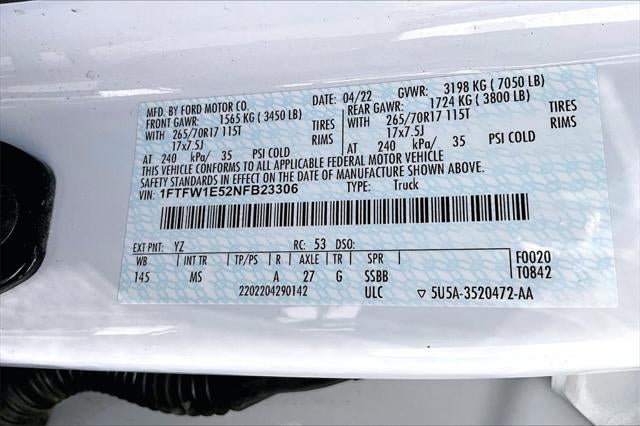 MFD. BY FORD MOTOR CO. DATE: 04/22 GVWR: 3198 KG ( 7050 LB)
FRONT GAWR: 1565 KG ( 3450 LB) REAR GAWR: 1724 KG ( 3800 LB)
265/70R17 115T TIRES 265/70R17 115T TIRES
17x7.5J RIMS 17x7.5J RIMS
AT 240 kPa/ 35 PSI COLD AT 240 kPa/ 35 PSI COLD
THIS VEHICLE CONFORMS TO ALL APPLICABLE FEDERAL MOTOR VEHICLE
SAFETY STANDARDS IN EFFECT ON THE DATE OF MANUFACTURE SHOWN ABOVE.
VIN: 1FTFW1E52NFB23306 TYPE: Truck
EXT PNT: YZ RC: 53 DSO:
WB INT TR TP/PS R AXLE TR SPR F0020
145 MS A 27 G SSBB T0842
2202204290142 ULC ▽ 5U5A-3520472-AA